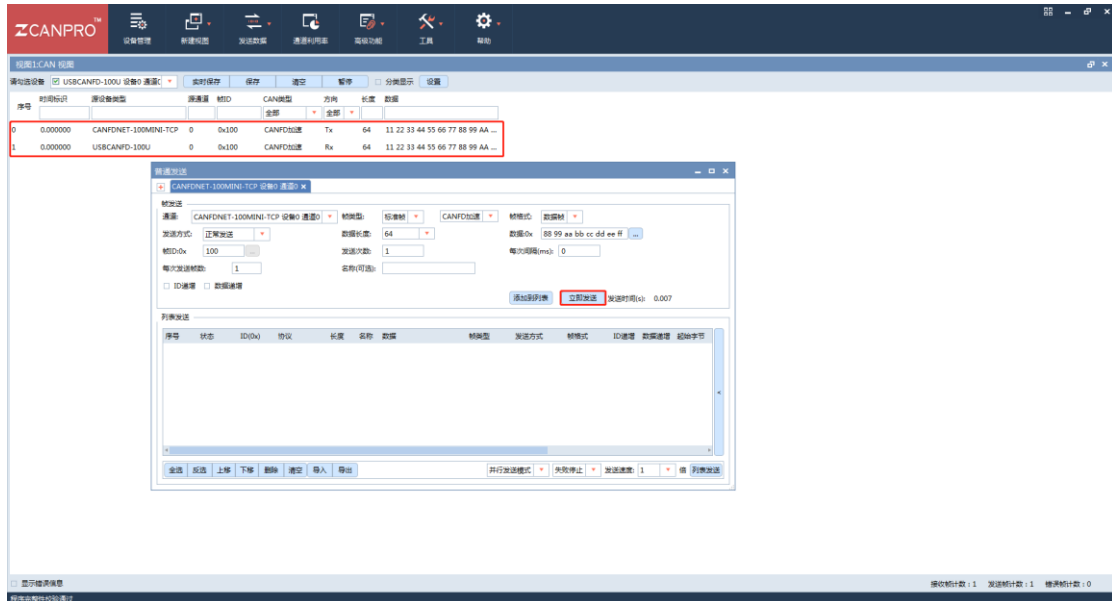 ZCANPRO™
设备管理 新建视图 发送数据 通道利用率 高级功能 工具 帮助
视图1:CAN 视图
请勾选设备 USBCANFD-100U 设备0 通道( 实时保存 保存 清空 暂停 分类显示 设置
序号 时间标识 源设备类型 源通道 帧ID CAN类型 方向 长度 数据
全部 全部
0 0.000000 CANFDNET-100MINI-TCP 0 0x100 CANFD加速 Tx 64 11 22 33 44 55 66 77 88 99 AA ...
1 0.000000 USBCANFD-100U 0 0x100 CANFD加速 Rx 64 11 22 33 44 55 66 77 88 99 AA ...
普通发送
CANFDNET-100MINI-TCP 设备0 通道0
帧发送
通道: CANFDNET-100MINI-TCP 设备0 通道0 帧类型: 标准帧 CANFD加速 帧格式: 数据帧
发送方式: 正常发送 数据长度: 64 数据:0x 88 99 aa bb cc dd ee ff ...
帧ID:0x 100 ... 发送次数: 1 每次间隔(ms): 0
每次发送帧数: 1 名称(可选):
ID递增 数据递增
添加到列表 立即发送 发送时间(s): 0.007
列表发送
序号 状态 ID(0x) 协议 长度 名称 数据 帧类型 发送方式 帧格式 ID递增 数据递增 起始字节
全选 反选 上移 下移 删除 清空 导入 导出 并行发送模式 失败停止 发送速度: 1 倍 列表发送
显示错误信息 接收帧计数：1 发送帧计数：1 错误帧计数：0
程序完整性校验通过